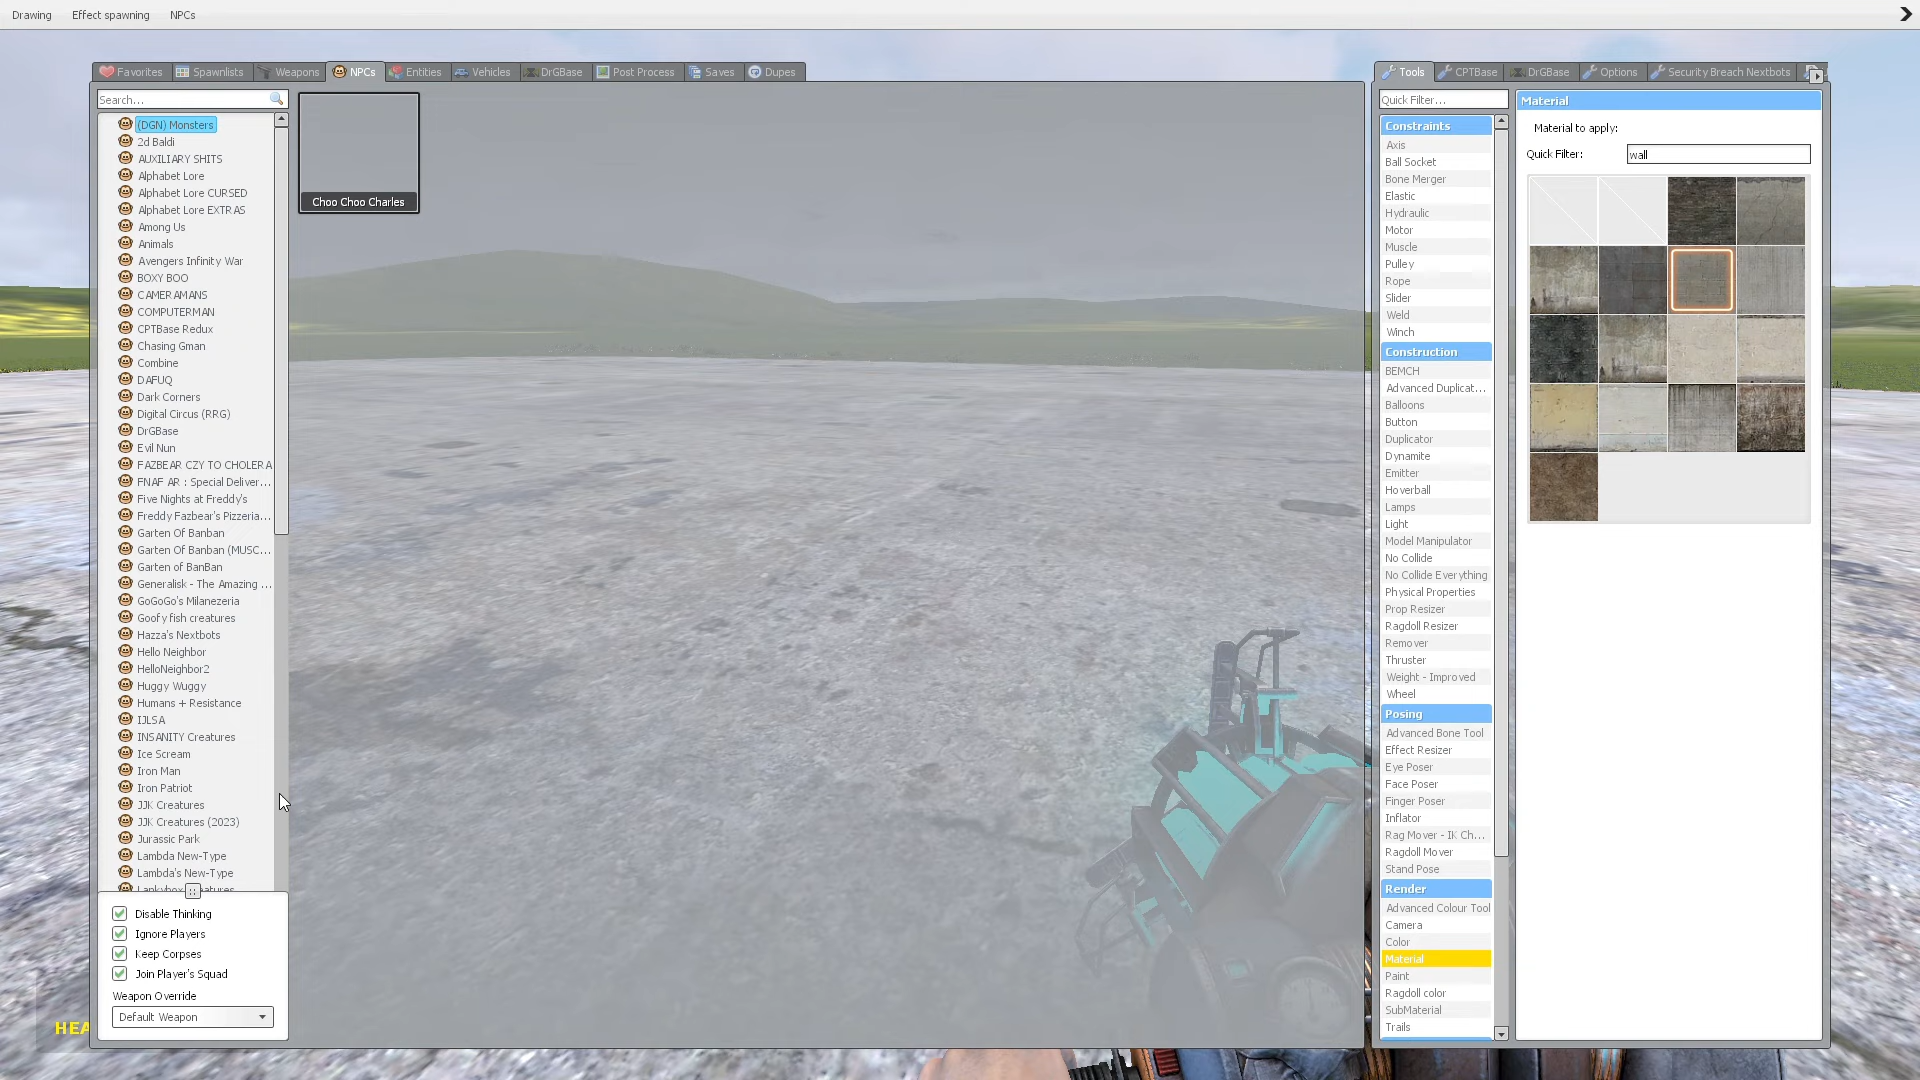 Drawing Effect spawning NPCs
Favorites Spawnlists Weapons NPCs Entities Vehicles DrGBase Post Process Saves Dupes
Search...
(DGN) Monsters
2d Baldi
AUXILIARY SHITS
Alphabet Lore
Alphabet Lore CURSED
Alphabet Lore EXTRAS
Among Us
Animals
Avengers Infinity War
BOXY BOO
CAMERAMANS
COMPUTERMAN
CPTBase Redux
Chasing Gman
Combine
DAFUQ
Dark Corners
Digital Circus (RRG)
DrGBase
Evil Nun
FAZBEAR CZY TO CHOLERA
FNAF AR : Special Deliver...
Five Nights at Freddy's
Freddy Fazbear's Pizzeria...
Garten Of Banban
Garten Of Banban (MUSC...
Garten of BanBan
Generalisk - The Amazing ...
GoGoGo's Milanezeria
Goofy fish creatures
Hazza's Nextbots
Hello Neighbor
HelloNeighbor2
Huggy Wuggy
Humans + Resistance
IJLSA
INSANITY Creatures
Ice Scream
Iron Man
Iron Patriot
JJK Creatures
JJK Creatures (2023)
Jurassic Park
Lambda New-Type
Lambda's New-Type
Disable Thinking
Ignore Players
Keep Corpses
Join Player's Squad
Weapon Override
Default Weapon
HEA
Choo Choo Charles
Tools CPTBase DrGBase Options Security Breach Nextbots
Quick Filter...
Constraints
Axis
Ball Socket
Bone Merger
Elastic
Hydraulic
Motor
Muscle
Pulley
Rope
Slider
Weld
Winch
Construction
BEMCH
Advanced Duplicat...
Balloons
Button
Duplicator
Dynamite
Emitter
Hoverball
Lamps
Light
Model Manipulator
No Collide
No Collide Everything
Physical Properties
Prop Resizer
Ragdoll Resizer
Remover
Thruster
Weight - Improved
Wheel
Posing
Advanced Bone Tool
Effect Resizer
Eye Poser
Face Poser
Finger Poser
Inflator
Rag Mover - IK Ch...
Ragdoll Mover
Stand Pose
Render
Advanced Colour Tool
Camera
Color
Material
Paint
Ragdoll color
SubMaterial
Trails
Material
Material to apply:
Quick Filter: wall